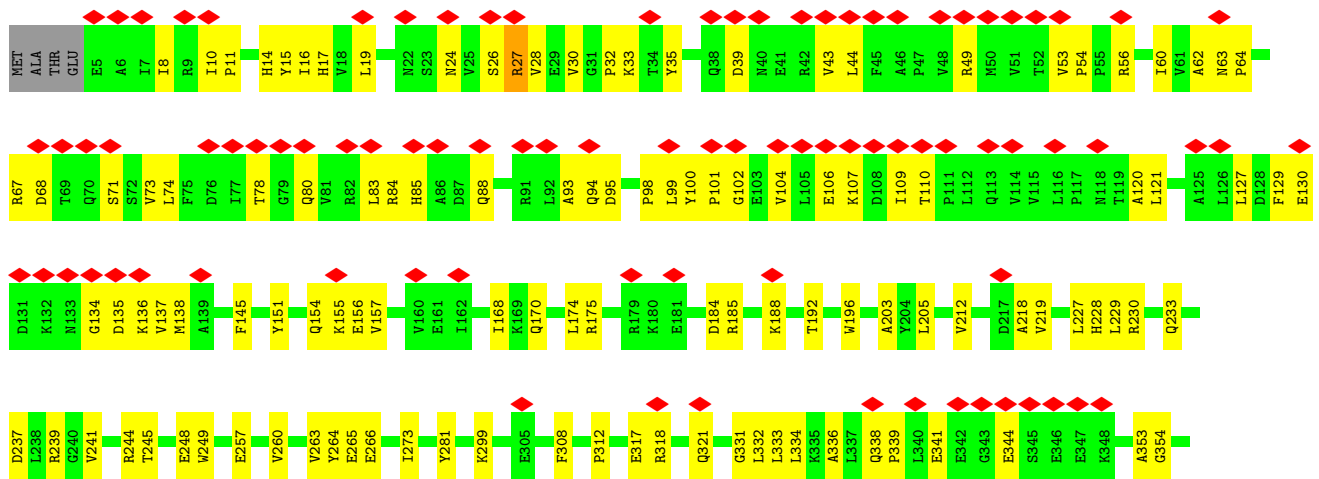 MET ALA THR GLU E5 A6 I7 I8 R9 I10 P11 H14 Y15 I16 H17 V18 L19 N22 S23 N24 V25 S26 R27 V28 E29 V30 G31 P32 K33 T34 Y35 Q38 D39 N40 E41 R42 V43 L44 F45 A46 P47 V48 R49 M50 V51 T52 V53 P54 P55 R56 I60 V61 A62 N63 P64
R67 D68 T69 Q70 S71 S72 V73 L74 F75 D76 I77 T78 G79 Q80 V81 R82 L83 R84 H85 A86 D87 Q88 R91 L92 A93 Q94 D95 P98 L99 Y100 P101 G102 E103 V104 L105 E106 K107 D108 I109 T110 P111 L112 Q113 V114 V115 L116 P117 N118 T119 A120 L121 A125 L126 L127 D128 F129 E130
D131 K132 N133 G134 D135 K136 V137 M138 A139 F145 Y151 Q154 K155 E156 V157 V160 E161 I162 I168 K169 Q170 L174 R175 R179 K180 E181 D184 R185 K188 T192 W196 A203 Y204 L205 V212 D217 A218 V219 L227 H228 L229 R230 Q233
D237 L238 R239 G240 V241 R244 T245 E248 W249 E257 V260 V263 Y264 E265 E266 I273 Y281 K299 E305 F308 P312 E317 R318 Q321 G331 L332 L333 L334 K335 A336 L337 Q338 P339 L340 E341 E342 G343 E344 S345 E346 E347 K348 A353 G354